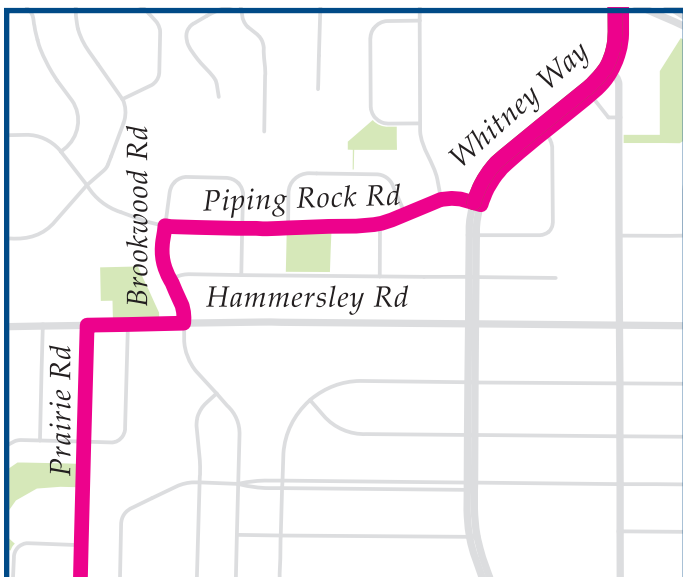 Whitney Way
Brookwood Rd
Piping Rock Rd
Hammersley Rd
Prairie Rd